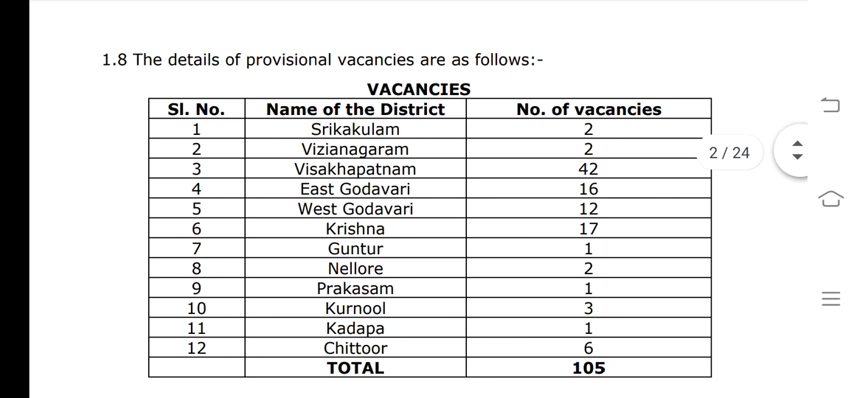 1.8 The details of provisional vacancies are as follows:-
VACANCIES
Sl. No. Name of the District No. of vacancies
1 Srikakulam 2
2 Vizianagaram 2
3 Visakhapatnam 42
4 East Godavari 16
5 West Godavari 12
6 Krishna 17
7 Guntur 1
8 Nellore 2
9 Prakasam 1
10 Kurnool 3
11 Kadapa 1
12 Chittoor 6
TOTAL 105
2 / 24